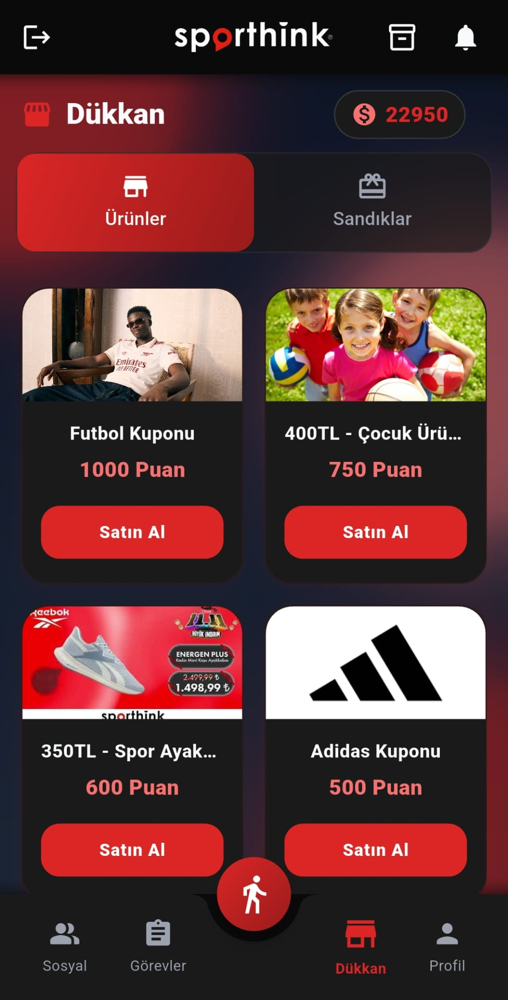 sporthink®
Dükkan
22950
Ürünler
Sandıklar
Emirates
FLY BETTER
Futbol Kuponu
400TL - Çocuk Ürü...
1000 Puan
750 Puan
Satın Al
Satın Al
Reebok
11.11
BÜYÜK İNDİRİM
ENERGEN PLUS
Kadın Mavi Koşu Ayakkabısı
2.499,99 ₺
1.498,99 ₺
sporthink
350TL - Spor Ayak...
Adidas Kuponu
600 Puan
500 Puan
Satın Al
Satın Al
Sosyal
Görevler
Dükkan
Profil